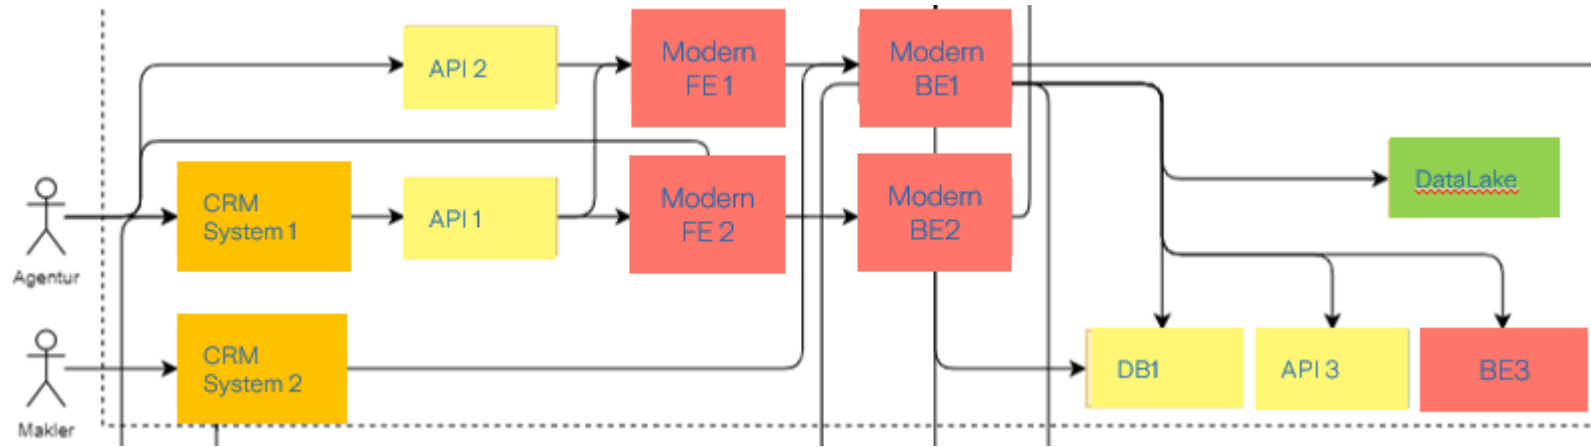 API 2
Modern
FE 1
Modern
BE1
DataLake
CRM
System 1
API 1
Modern
FE 2
Modern
BE2
Agentur
CRM
System 2
DB1
API 3
BE3
Makler